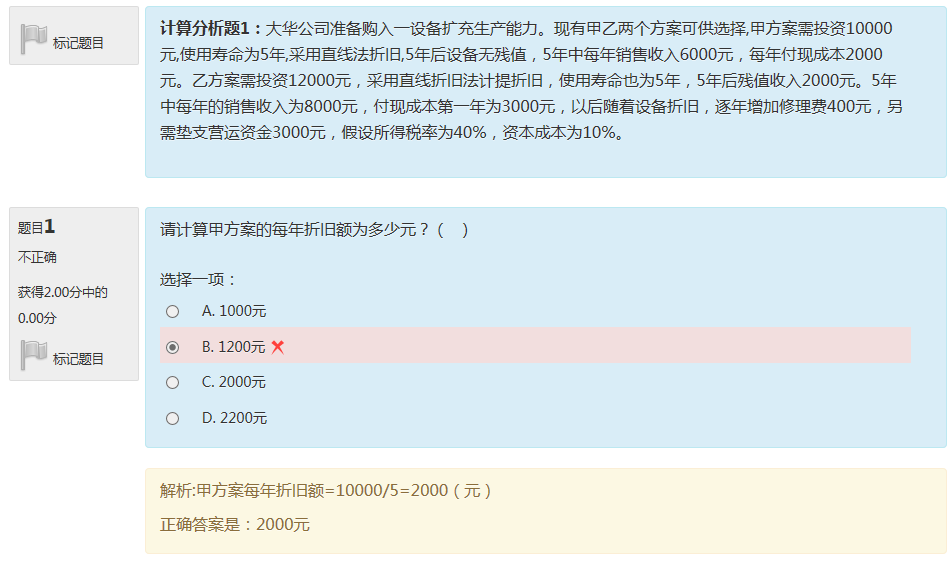 标记题目
计算分析题1：大华公司准备购入一设备扩充生产能力。现有甲乙两个方案可供选择,甲方案需投资10000
元,使用寿命为5年,采用直线法折旧,5年后设备无残值，5年中每年销售收入6000元，每年付现成本2000
元。乙方案需投资12000元，采用直线折旧法计提折旧，使用寿命也为5年，5年后残值收入2000元。5年
中每年的销售收入为8000元，付现成本第一年为3000元，以后随着设备折旧，逐年增加修理费400元，另
需垫支营运资金3000元，假设所得税率为40%，资本成本为10%。
题目1
不正确
获得2.00分中的
0.00分
标记题目
请计算甲方案的每年折旧额为多少元？（    ）
选择一项：
A. 1000元
B. 1200元
C. 2000元
D. 2200元
解析:甲方案每年折旧额=10000/5=2000（元）
正确答案是：2000元